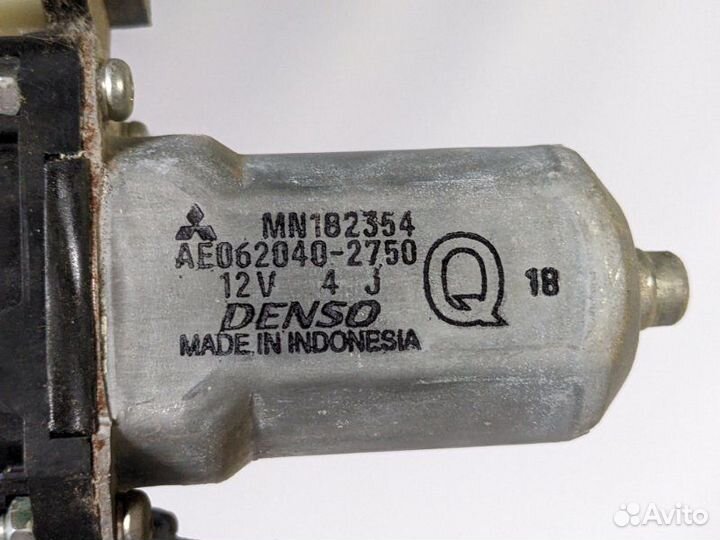 MN182354
AE062040-2750
12V 4 J
DENSO
MADE IN INDONESIA
Q 18
Avito